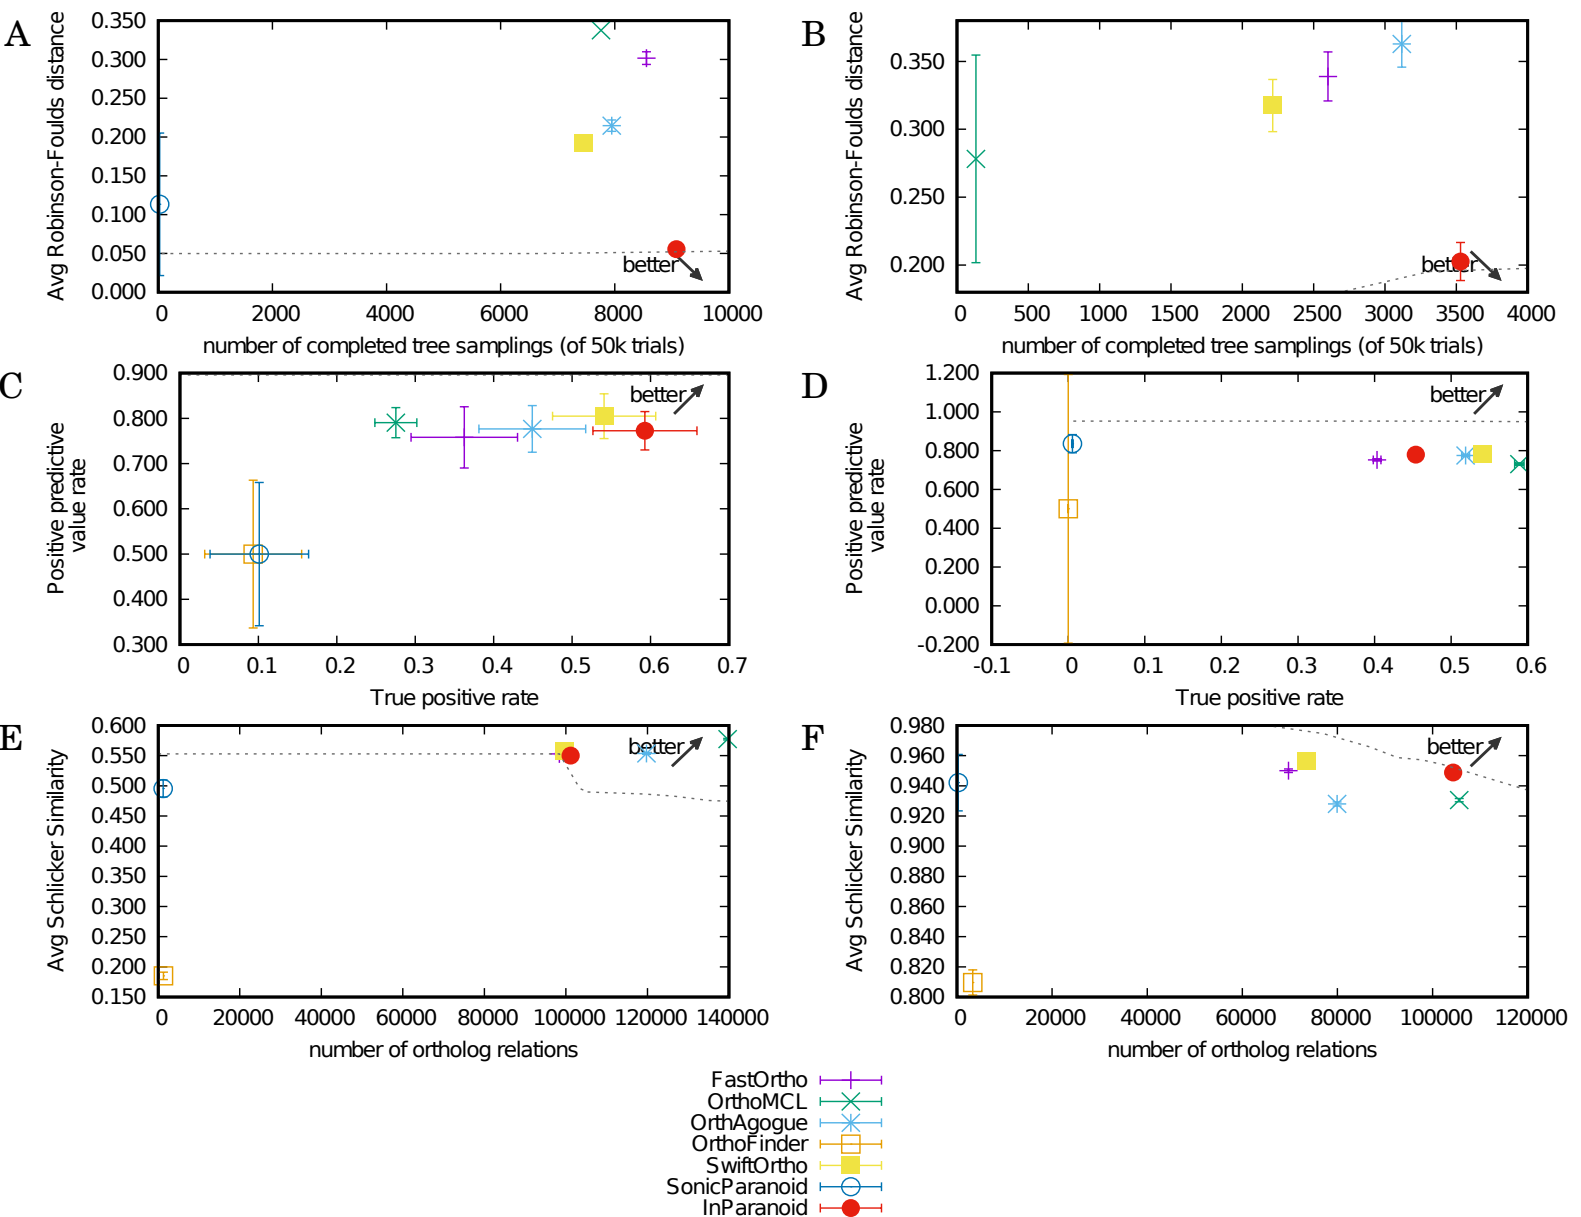 A
Avg Robinson-Foulds distance
0.350
0.300
0.250
0.200
0.150
0.100
0.050
0.000
better
0 2000 4000 6000 8000 10000
number of completed tree samplings (of 50k trials)
B
Avg Robinson-Foulds distance
0.350
0.300
0.250
0.200
better
0 500 1000 1500 2000 2500 3000 3500 4000
number of completed tree samplings (of 50k trials)
C
Positive predictive
value rate
0.900
0.800
0.700
0.600
0.500
0.400
0.300
better
0 0.1 0.2 0.3 0.4 0.5 0.6 0.7
True positive rate
D
Positive predictive
value rate
1.200
1.000
0.800
0.600
0.400
0.200
0.000
-0.200
better
-0.1 0 0.1 0.2 0.3 0.4 0.5 0.6
True positive rate
E
Avg Schlicker Similarity
0.600
0.550
0.500
0.450
0.400
0.350
0.300
0.250
0.200
0.150
better
0 20000 40000 60000 80000 100000 120000 140000
number of ortholog relations
F
Avg Schlicker Similarity
0.980
0.960
0.940
0.920
0.900
0.880
0.860
0.840
0.820
0.800
better
0 20000 40000 60000 80000 100000 120000
number of ortholog relations
FastOrtho
OrthoMCL
OrthAgogue
OrthoFinder
SwiftOrtho
SonicParanoid
InParanoid